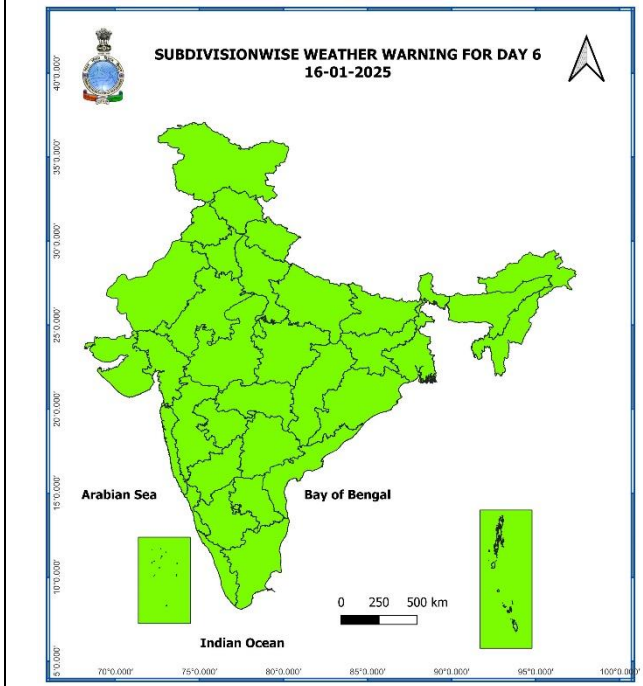 SUBDIVISIONWISE WEATHER WARNING FOR DAY 6
16-01-2025
40°0.000'
35°0.000'
30°0.000'
25°0.000'
20°0.000'
15°0.000'
10°0.000'
5°0.000'
Arabian Sea
Bay of Bengal
0 250 500 km
Indian Ocean
70°0.000' 75°0.000' 80°0.000' 85°0.000' 90°0.000' 95°0.000' 100°0.000'